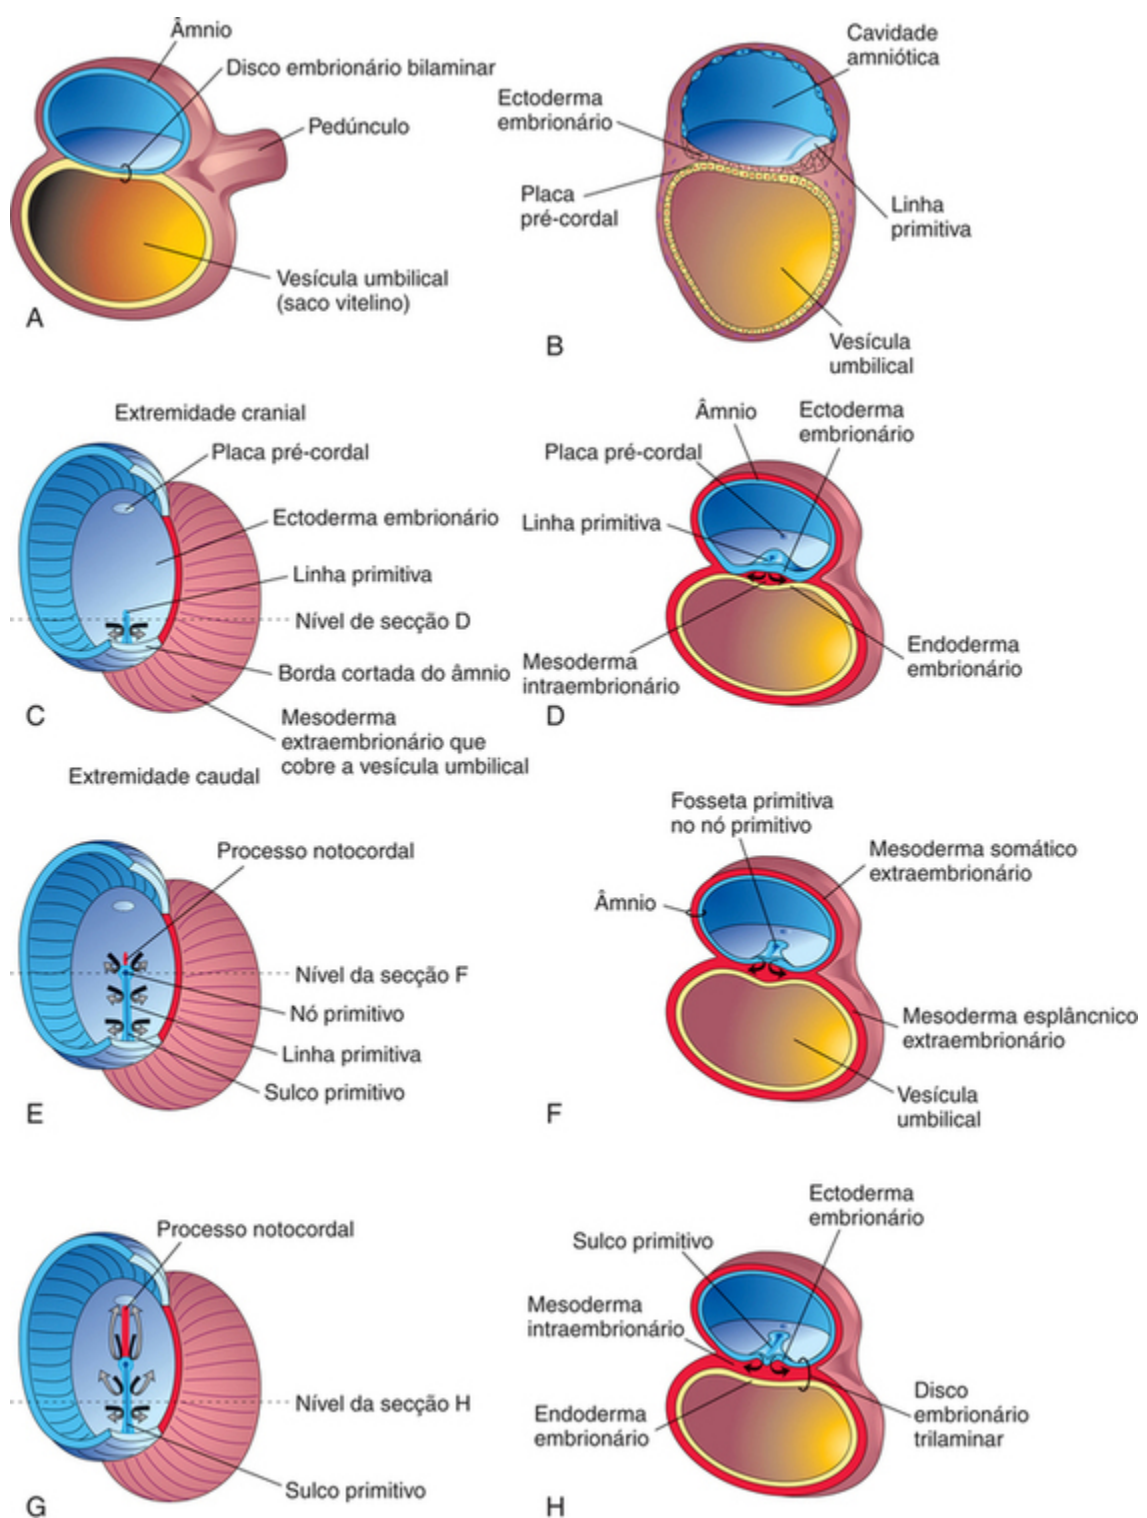 Âmnio
Disco embrionário bilaminar
Pedúnculo
Vesícula umbilical
(saco vitelino)
A
Cavidade
amniótica
Ectoderma
embrionário
Placa
pré-cordal
Linha
primitiva
Vesícula
umbilical
B
Extremidade cranial
Placa pré-cordal
Ectoderma embrionário
Linha primitiva
Nível de secção D
Borda cortada do âmnio
Mesoderma
extraembrionário que
cobre a vesícula umbilical
C
Extremidade caudal
Âmnio
Ectoderma
embrionário
Placa pré-cordal
Linha primitiva
Mesoderma
intraembrionário
Endoderma
embrionário
D
Processo notocordal
Nível da secção F
Nó primitivo
Linha primitiva
Sulco primitivo
E
Fosseta primitiva
no nó primitivo
Mesoderma somático
extraembrionário
Âmnio
Mesoderma esplâncnico
extraembrionário
Vesícula
umbilical
F
Processo notocordal
Nível da secção H
Sulco primitivo
G
Ectoderma
embrionário
Sulco primitivo
Mesoderma
intraembrionário
Endoderma
embrionário
Disco
embrionário
trilaminar
H